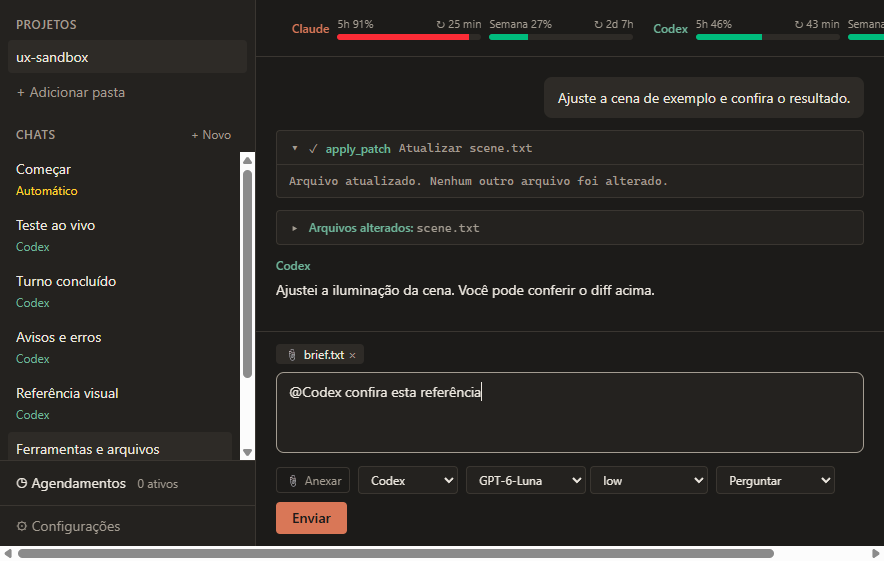 PROJETOS
ux-sandbox
+ Adicionar pasta
CHATS + Novo
Começar
Automático
Teste ao vivo
Codex
Turno concluído
Codex
Avisos e erros
Codex
Referência visual
Codex
Ferramentas e arquivos
Agendamentos 0 ativos
Configurações
Claude 5h 91% ↻ 25 min Semana 27% ↻ 2d 7h Codex 5h 46% ↻ 43 min Semana
Ajuste a cena de exemplo e confira o resultado.
▾ ✓ apply_patch Atualizar scene.txt
Arquivo atualizado. Nenhum outro arquivo foi alterado.
▸ Arquivos alterados: scene.txt
Codex
Ajustei a iluminação da cena. Você pode conferir o diff acima.
brief.txt ×
@Codex confira esta referência
Anexar Codex GPT-6-Luna low Perguntar
Enviar